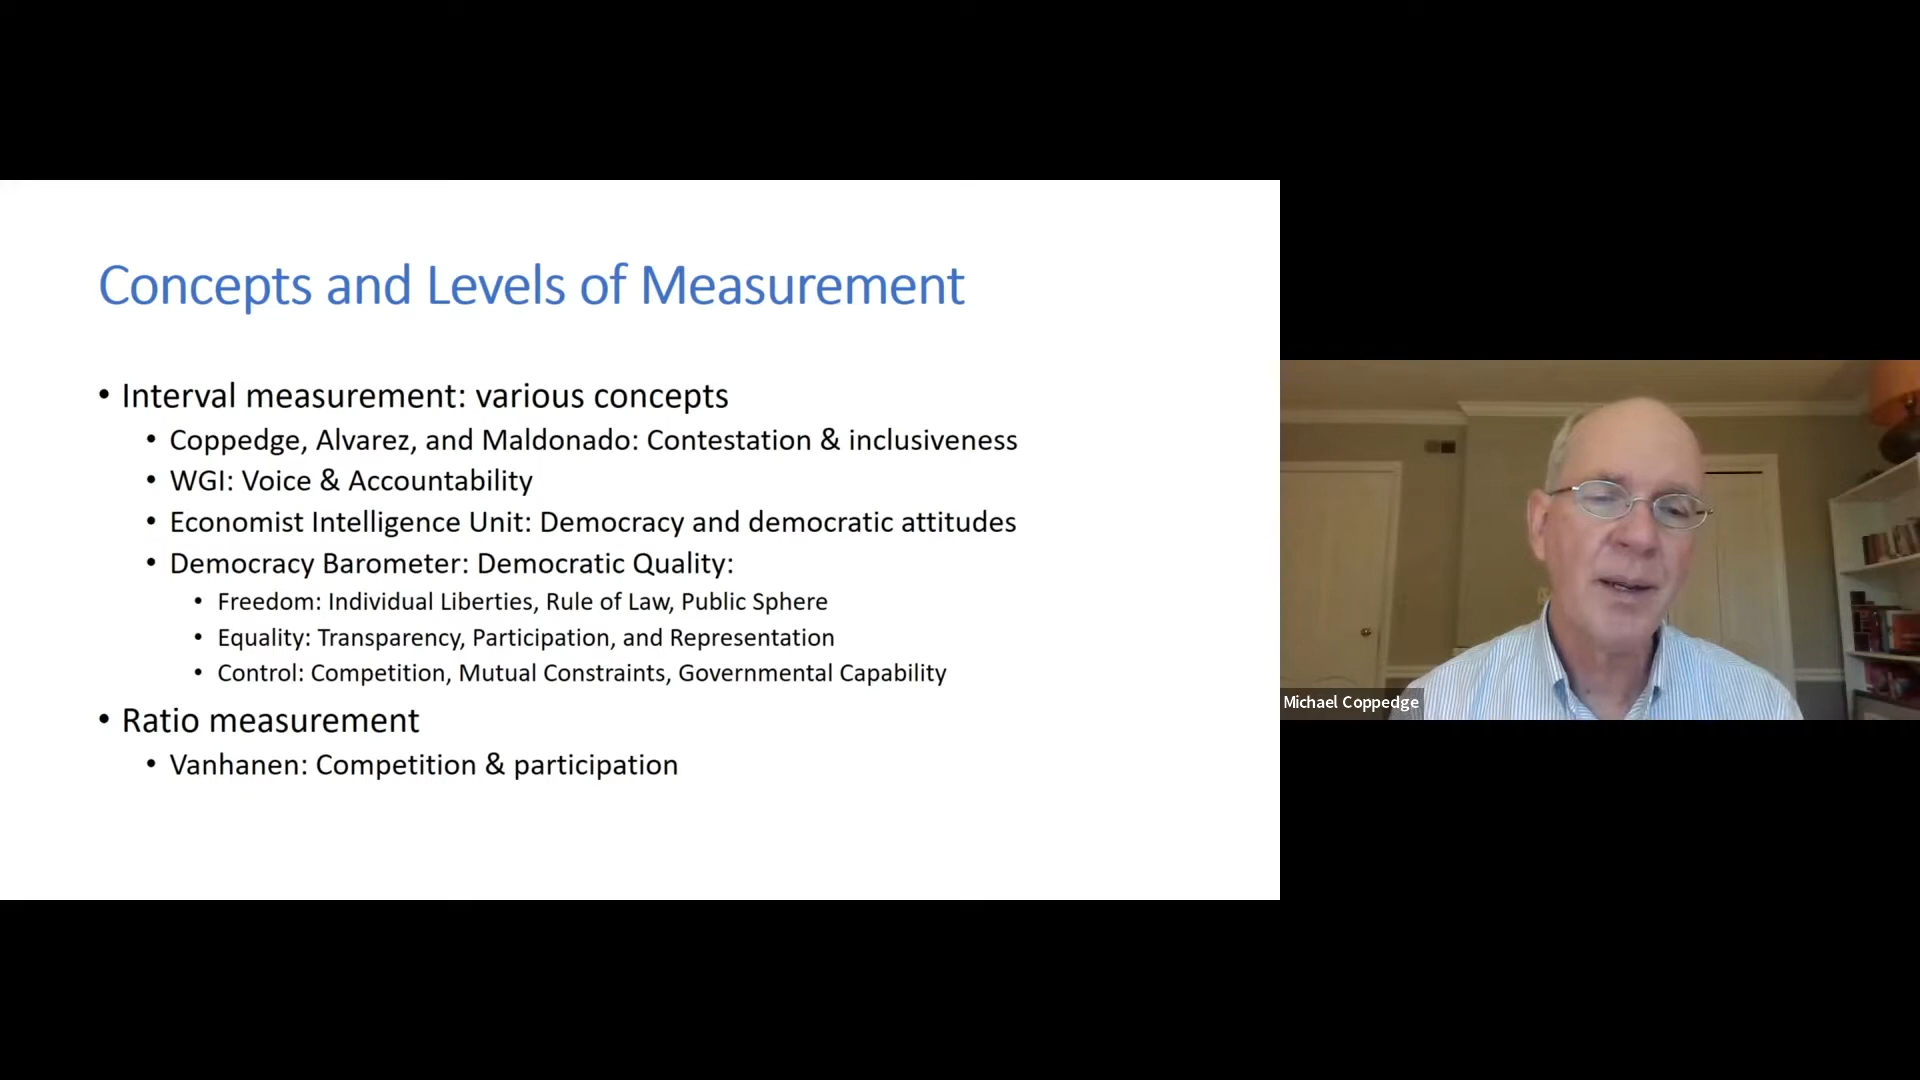 Concepts and Levels of Measurement
• Interval measurement: various concepts
• Coppedge, Alvarez, and Maldonado: Contestation & inclusiveness
• WGI: Voice & Accountability
• Economist Intelligence Unit: Democracy and democratic attitudes
• Democracy Barometer: Democratic Quality:
• Freedom: Individual Liberties, Rule of Law, Public Sphere
• Equality: Transparency, Participation, and Representation
• Control: Competition, Mutual Constraints, Governmental Capability
• Ratio measurement
• Vanhanen: Competition & participation
Michael Coppedge